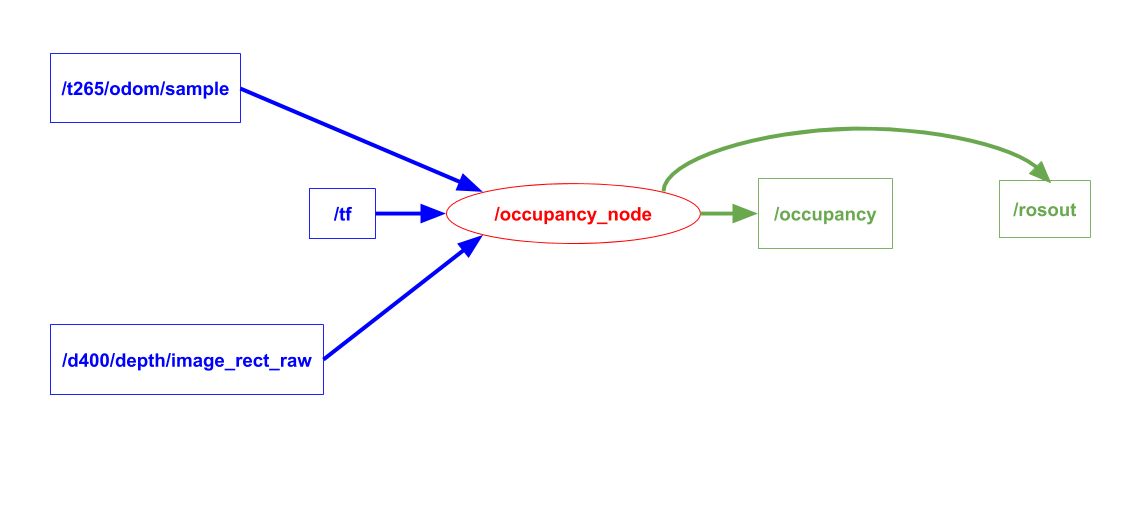 /t265/odom/sample
/tf
/occupancy_node
/occupancy
/rosout
/d400/depth/image_rect_raw